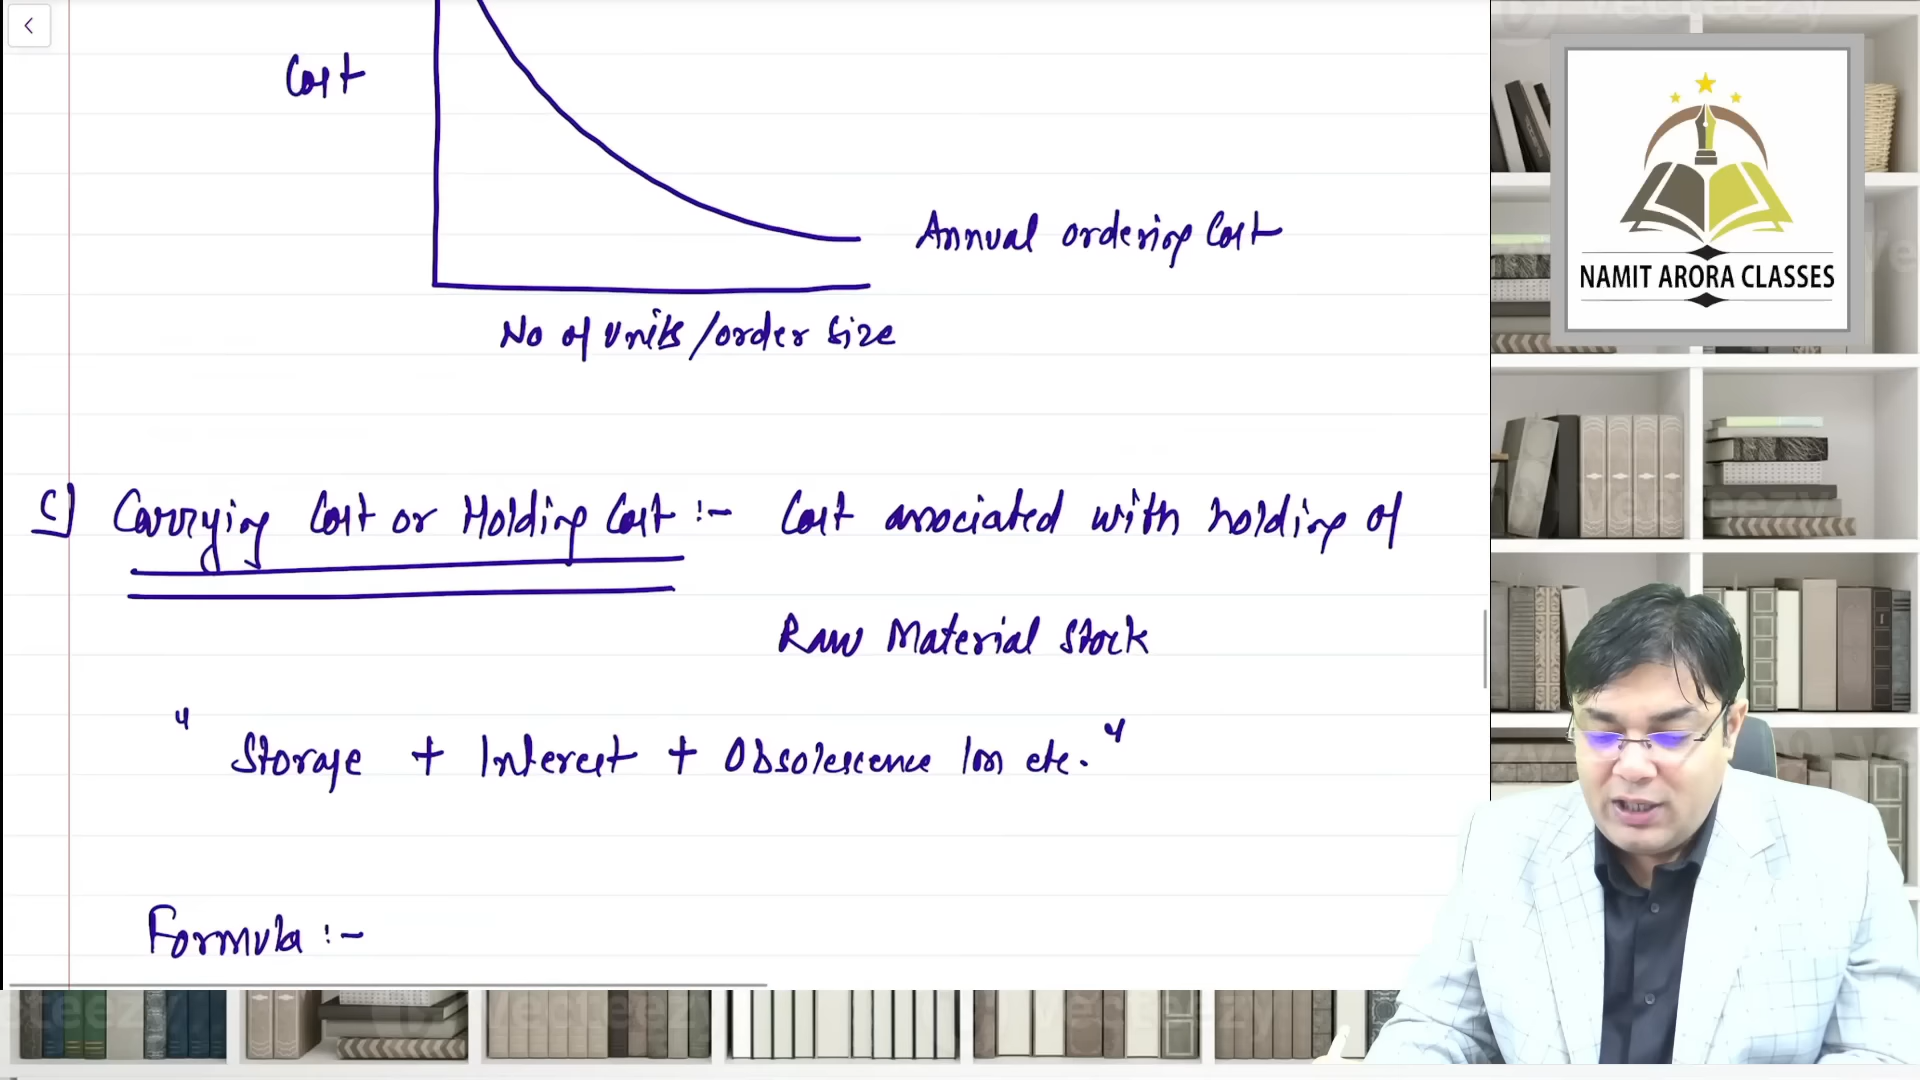 Cost
Annual ordering Cost
No of Units/order size
C] Carrying Cost or Holding Cost :- Cost associated with holding of
Raw Material Stock
" Storage + Interest + Obsolescence loss etc. "
Formula :-
NAMIT ARORA CLASSES